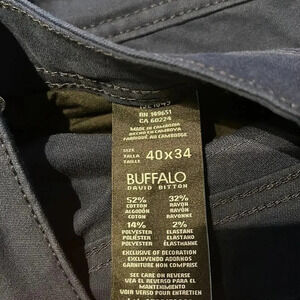 RN 169651
CA 60224
MADE IN CAMBODIA
HECHO EN CAMBOYA
FABRIQUÉ AU CAMBODGE
SIZE
TALLA
TAILLE
40x34
BUFFALO
DAVID BITTON
52% 32%
COTTON RAYON
ALGODÓN RAYÓN
COTON RAYONNE
14% 2%
POLYESTER ELASTANE
POLIÉSTER ELASTANO
POLYESTER ÉLASTHANNE
EXCLUSIVE OF DECORATION
EXCLUYENDO ADORNOS
GARNITURE NON COMPRISE
SEE CARE ON REVERSE
VEA EL REVERSO PARA EL
MANTENIMIENTO
VOIR VERSO POUR L'ENTRETIEN